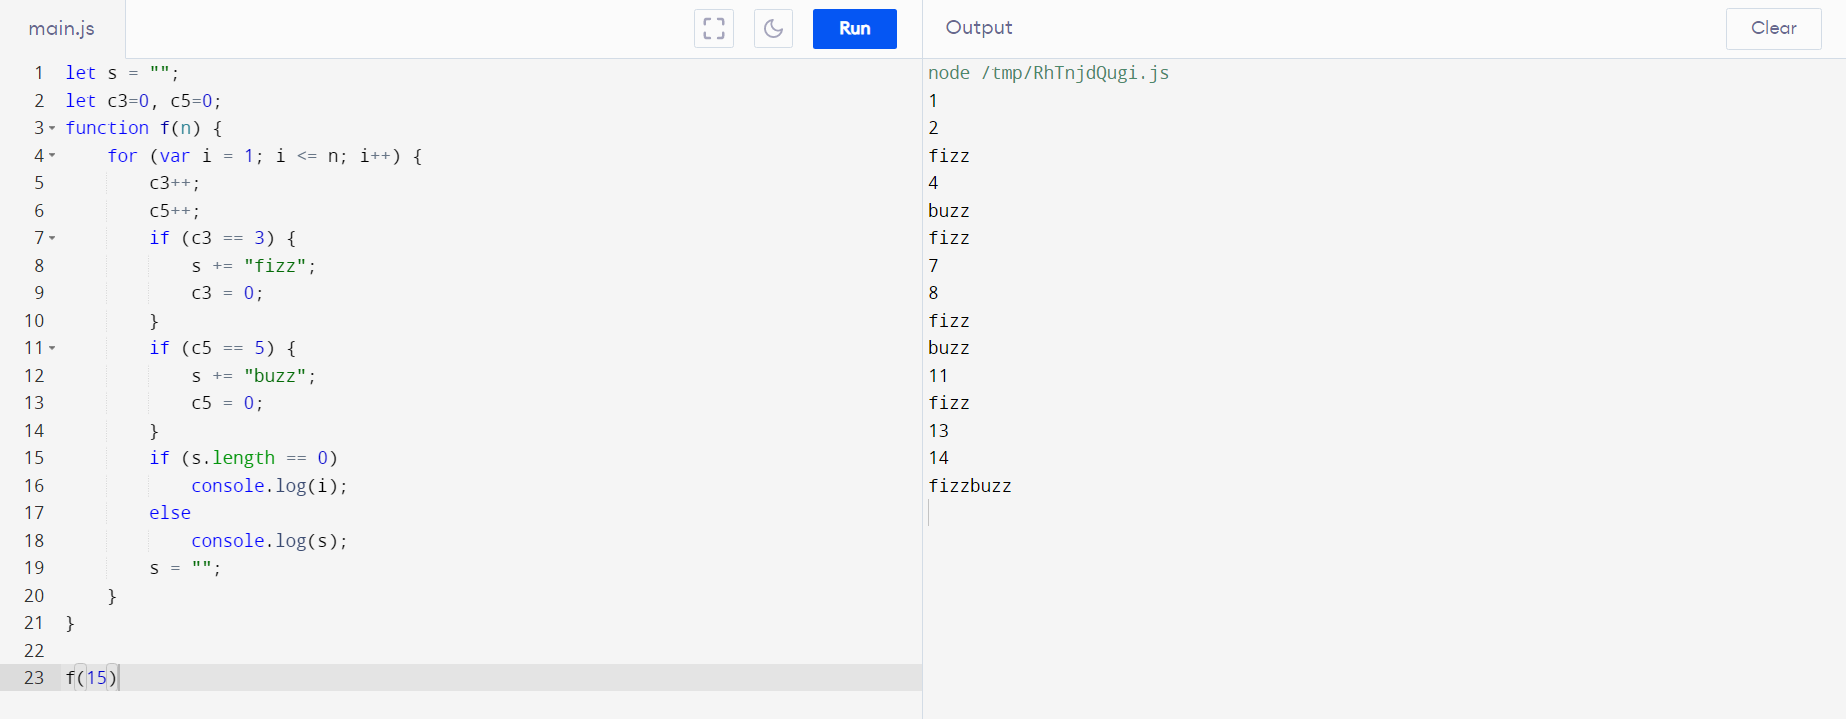 main.js
Run
Output
Clear
1 let s = "";
2 let c3=0, c5=0;
3 function f(n) {
4     for (var i = 1; i <= n; i++) {
5         c3++;
6         c5++;
7         if (c3 == 3) {
8             s += "fizz";
9             c3 = 0;
10         }
11         if (c5 == 5) {
12             s += "buzz";
13             c5 = 0;
14         }
15         if (s.length == 0)
16             console.log(i);
17         else
18             console.log(s);
19         s = "";
20     }
21 }
22
23 f(15)
node /tmp/RhTnjdQugi.js
1
2
fizz
4
buzz
fizz
7
8
fizz
buzz
11
fizz
13
14
fizzbuzz